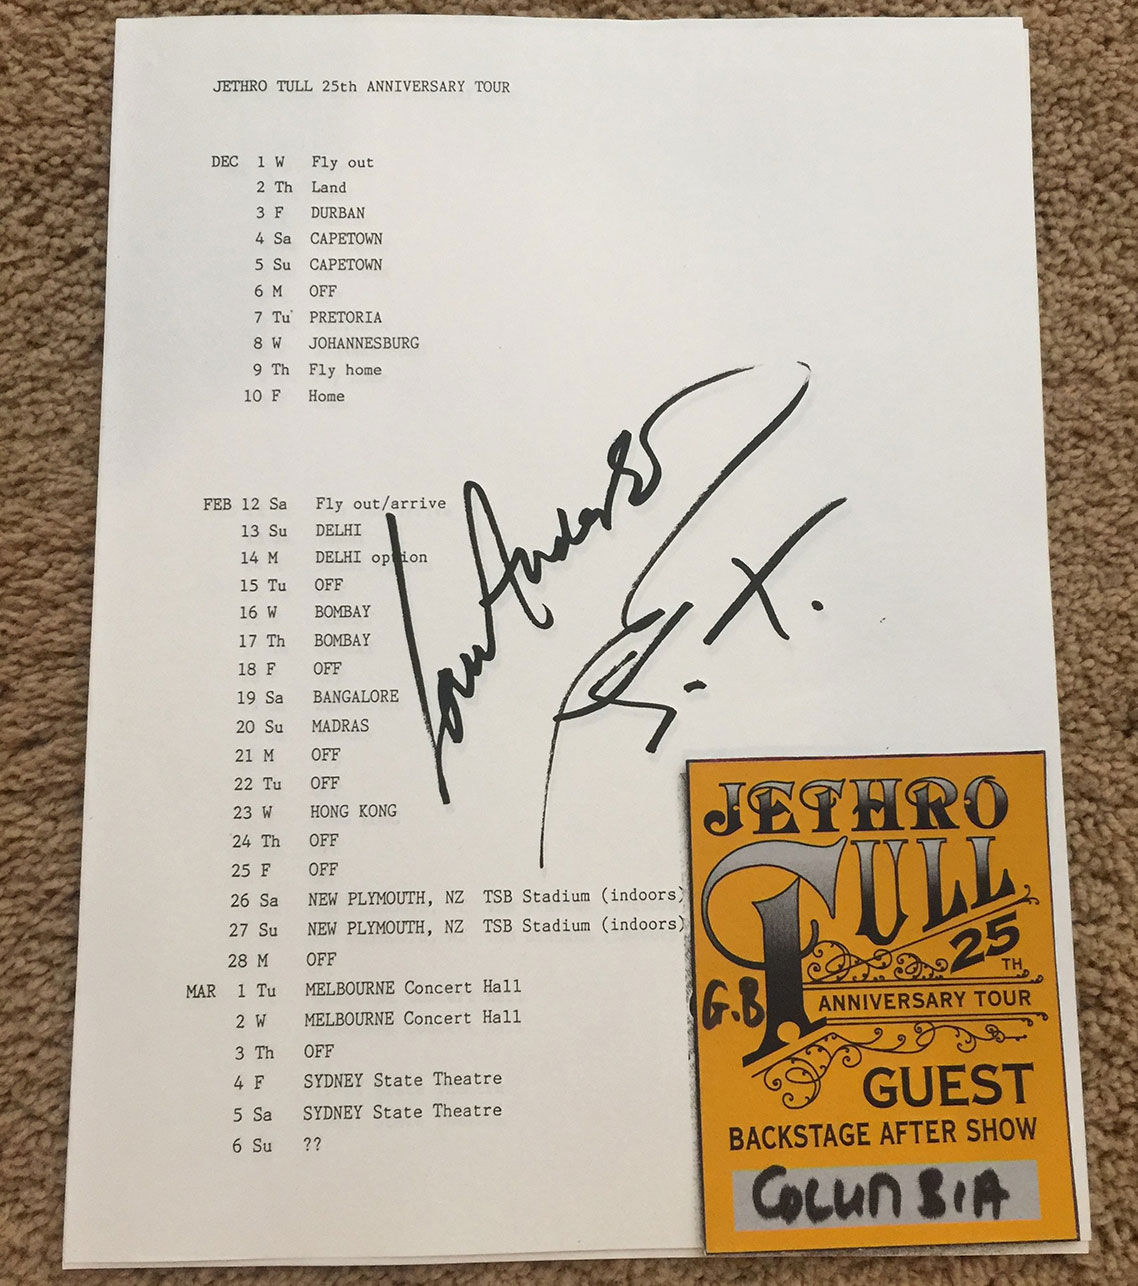 JETHRO TULL 25th ANNIVERSARY TOUR
DEC 1 W Fly out
2 Th Land
3 F DURBAN
4 Sa CAPETOWN
5 Su CAPETOWN
6 M OFF
7 Tu PRETORIA
8 W JOHANNESBURG
9 Th Fly home
10 F Home
FEB 12 Sa Fly out/arrive
13 Su DELHI
14 M DELHI option
15 Tu OFF
16 W BOMBAY
17 Th BOMBAY
18 F OFF
19 Sa BANGALORE
20 Su MADRAS
21 M OFF
22 Tu OFF
23 W HONG KONG
24 Th OFF
25 F OFF
26 Sa NEW PLYMOUTH, NZ TSB Stadium (indoors)
27 Su NEW PLYMOUTH, NZ TSB Stadium (indoors)
28 M OFF
MAR 1 Tu MELBOURNE Concert Hall
2 W MELBOURNE Concert Hall
3 Th OFF
4 F SYDNEY State Theatre
5 Sa SYDNEY State Theatre
6 Su ??
JETHRO
TULL
25TH
ANNIVERSARY TOUR
G.B
GUEST
BACKSTAGE AFTER SHOW
COLUMBIA